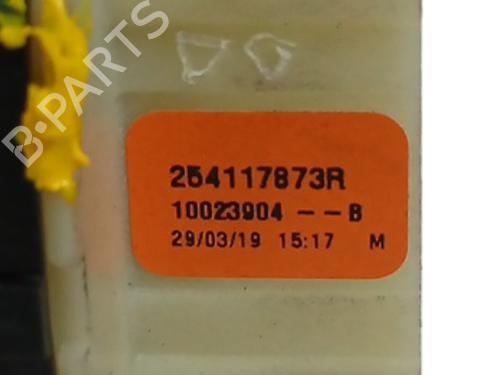 B-PARTS
254117873R
10023904 -- B
29/03/19 15:17 M